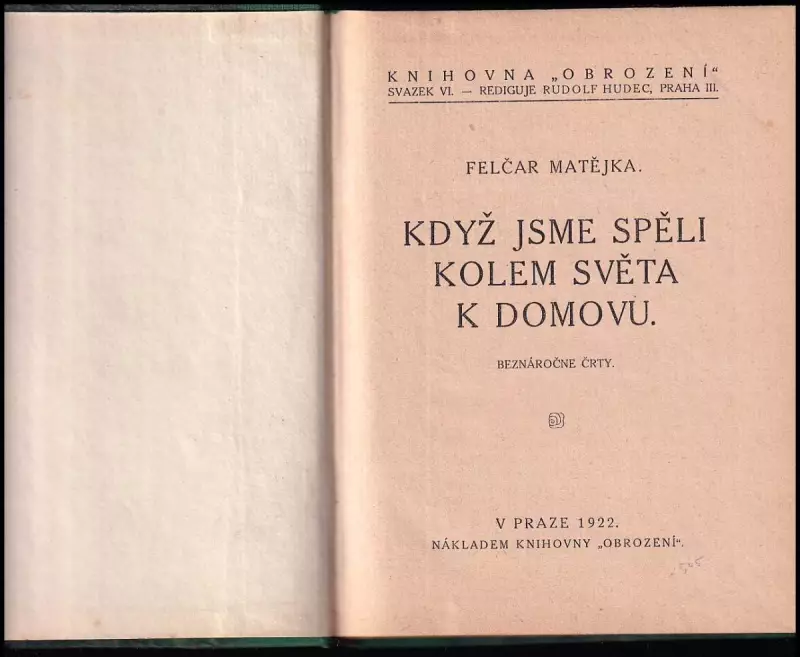 KNIHOVNA „OBROZENÍ“
SVAZEK VI. — REDIGUJE RUDOLF HUDEC, PRAHA III.
FELČAR MATĚJKA.
KDYŽ JSME SPĚLI
KOLEM SVĚTA
K DOMOVU.
BEZNÁROČNE ČRTY.
V PRAZE 1922.
NÁKLADEM KNIHOVNY „OBROZENÍ“.